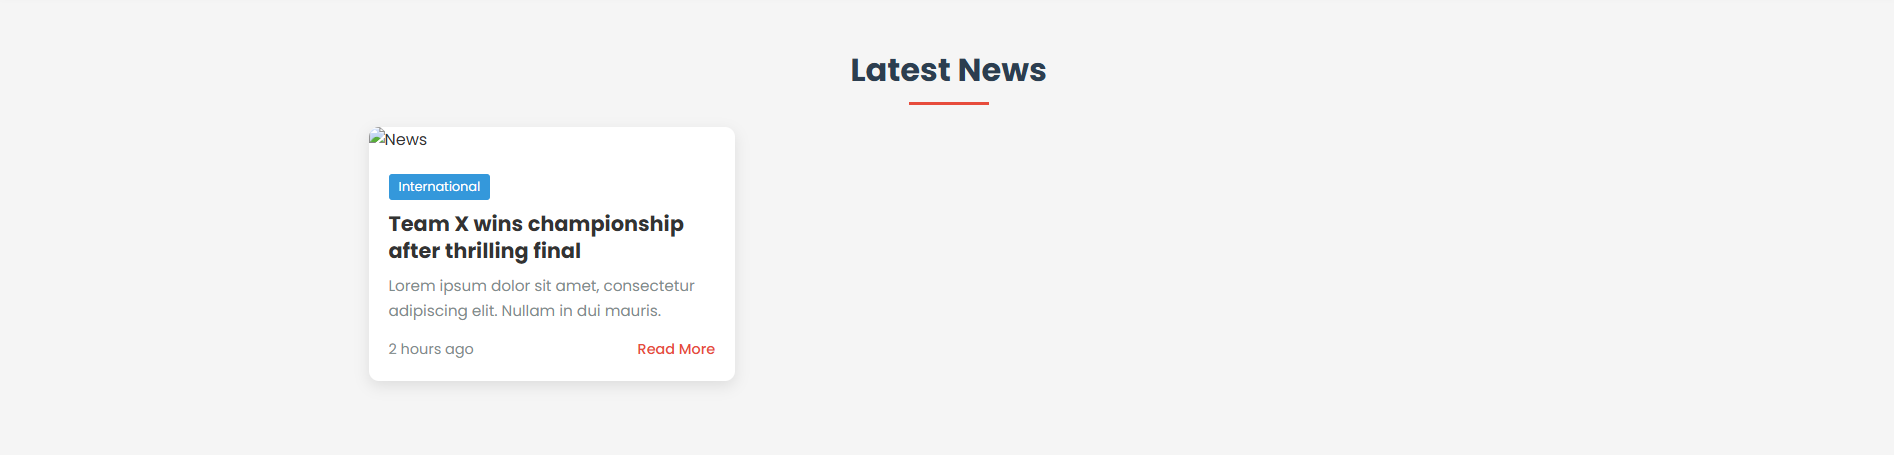 Latest News
News
International
Team X wins championship
after thrilling final
Lorem ipsum dolor sit amet, consectetur
adipiscing elit. Nullam in dui mauris.
2 hours ago Read More